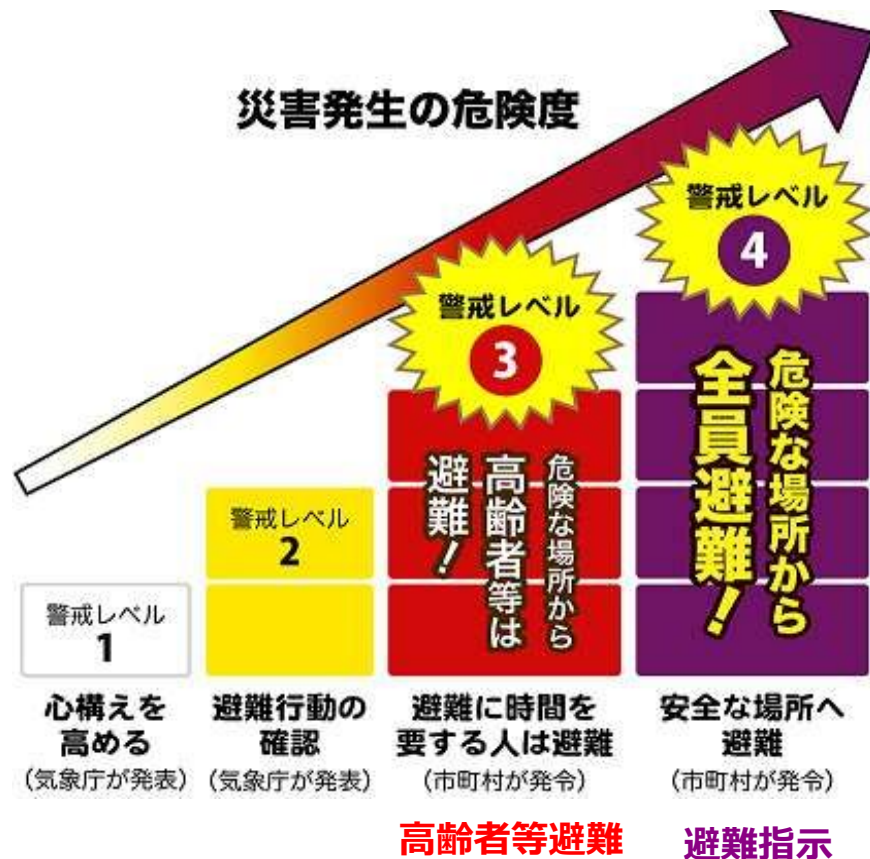 災害発生の危険度
警戒レベル
1
心構えを
高める
(気象庁が発表)
警戒レベル
2
避難行動の
確認
(気象庁が発表)
警戒レベル
3
危険な場所から
高齢者等は
避難!
避難に時間を
要する人は避難
(市町村が発令)
高齢者等避難
警戒レベル
4
危険な場所から
全員避難!
安全な場所へ
避難
(市町村が発令)
避難指示